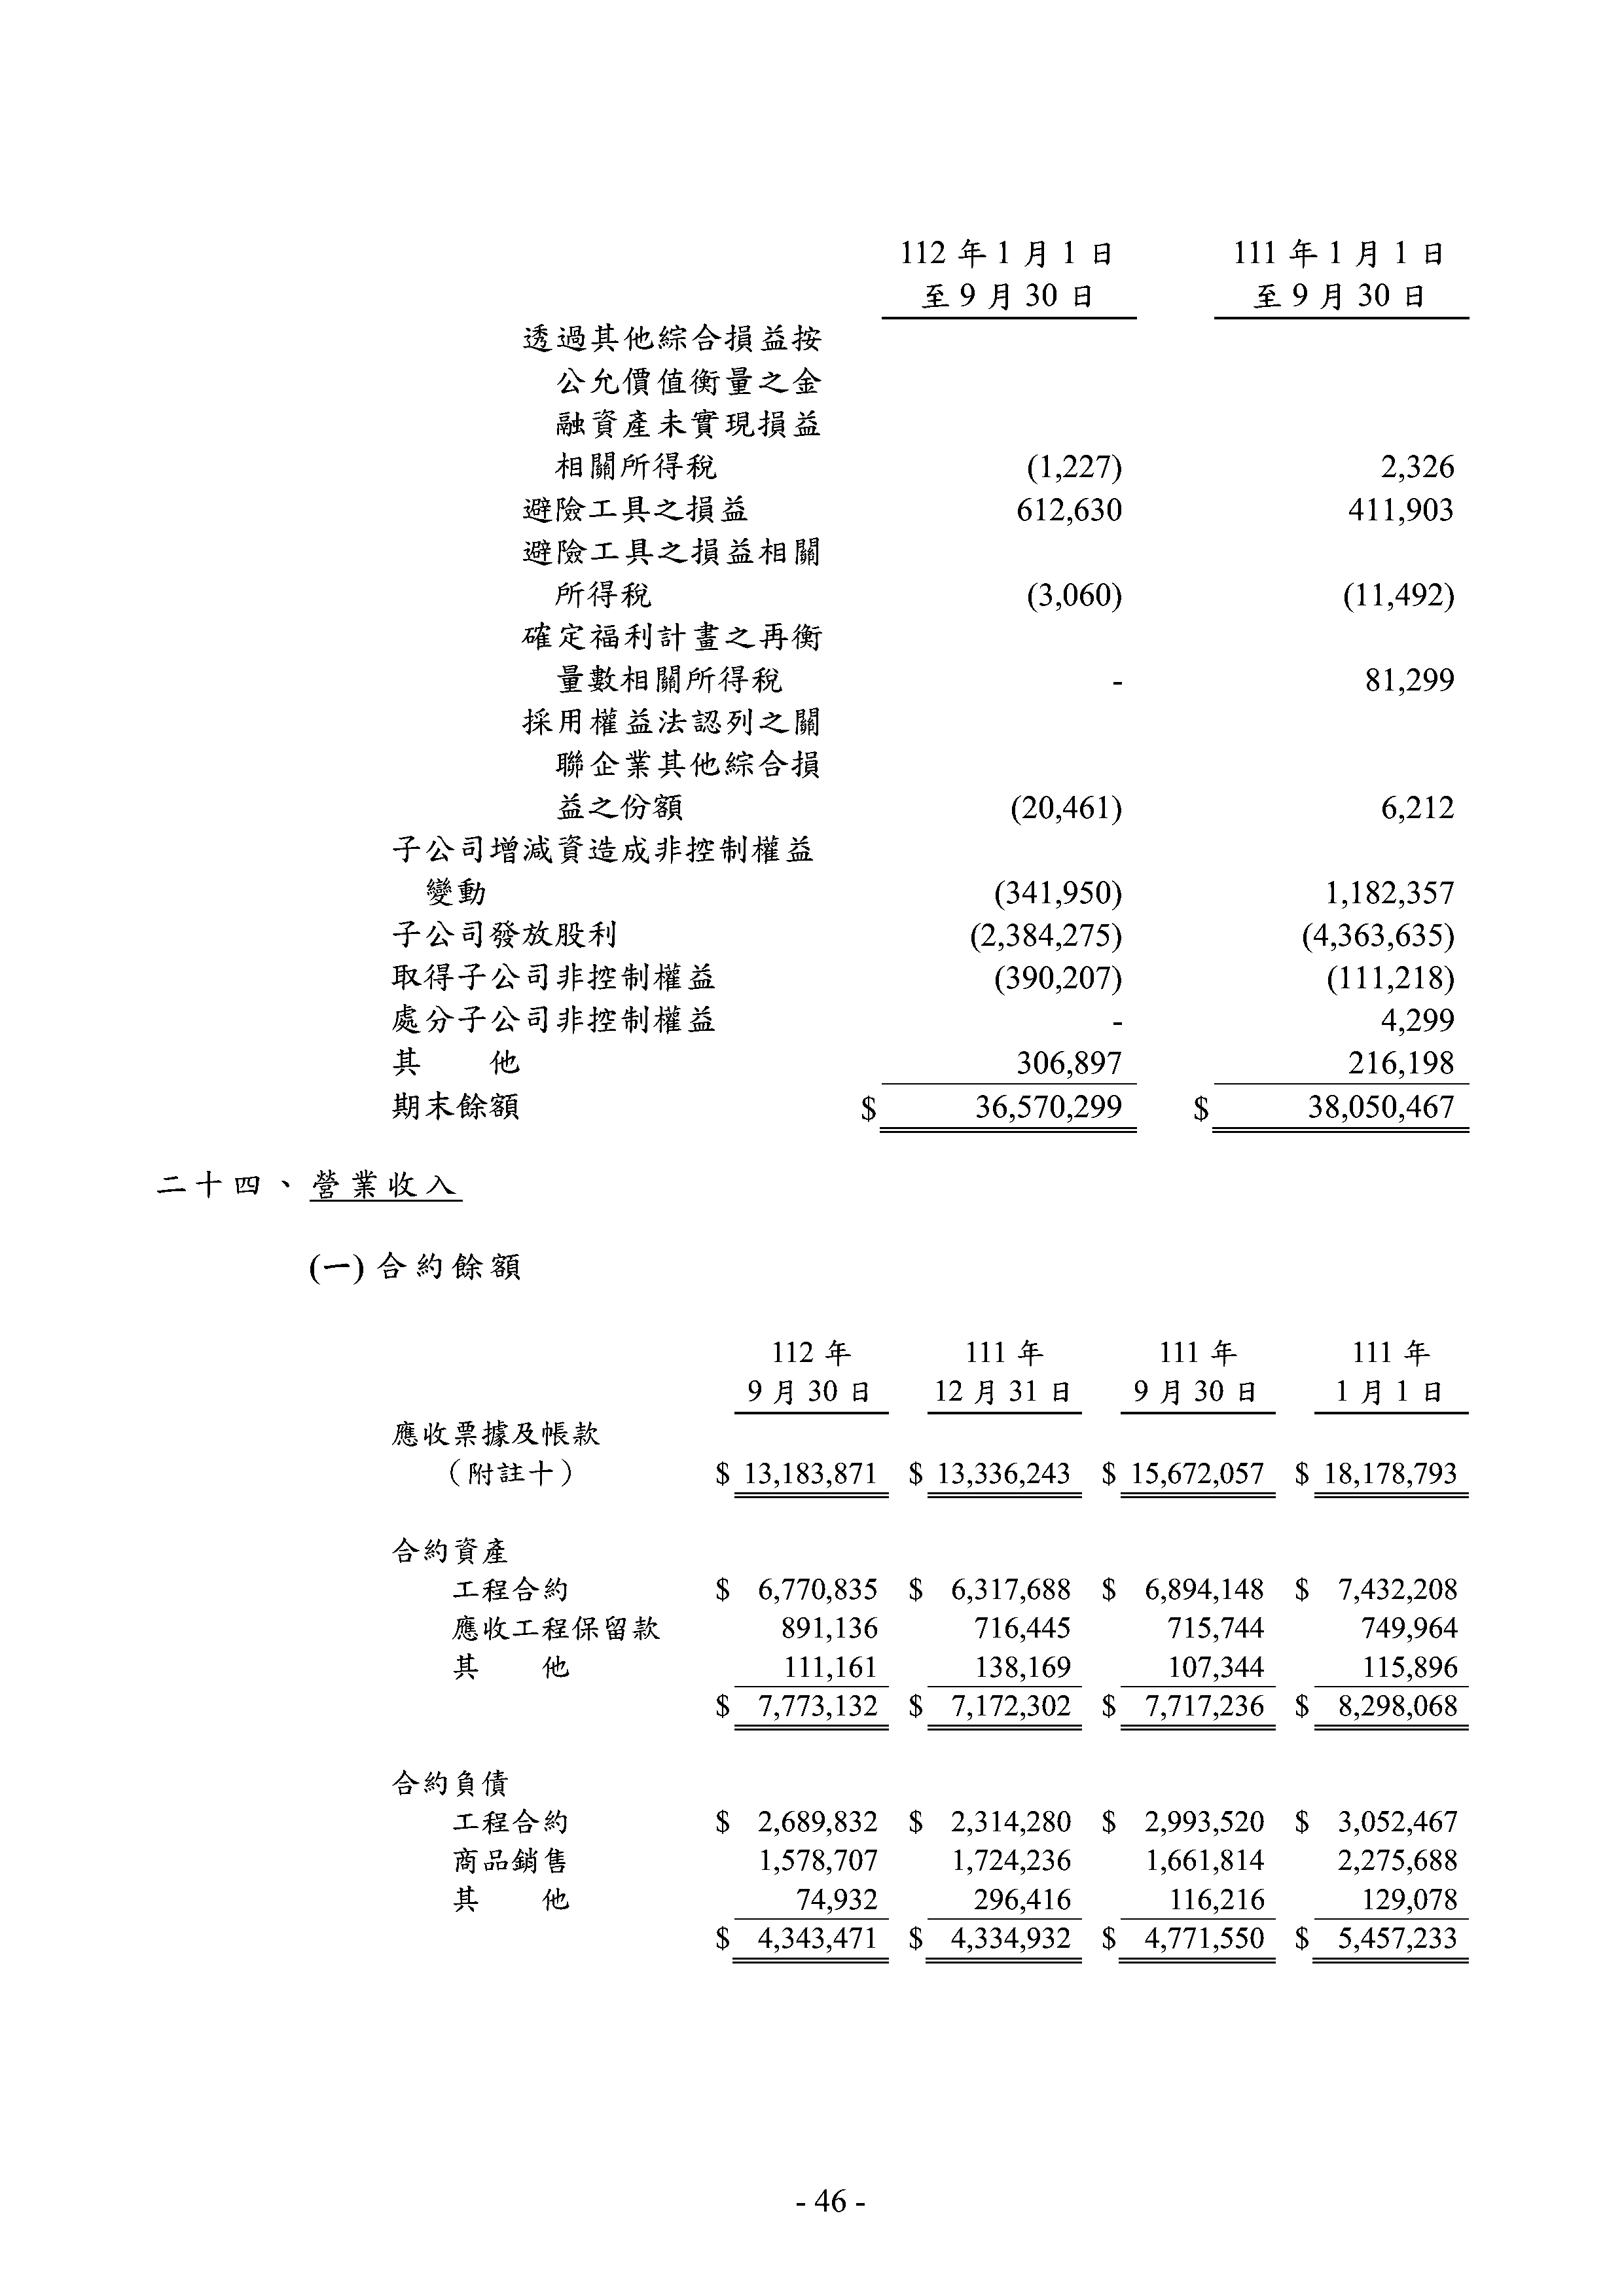 112 年 1 月 1 日 111 年 1 月 1 日
至 9 月 30 日 至 9 月 30 日
透過其他綜合損益按
公允價值衡量之金
融資產未實現損益
相關所得稅 (1,227) 2,326
避險工具之損益 612,630 411,903
避險工具之損益相關
所得稅 (3,060) (11,492)
確定福利計畫之再衡
量數相關所得稅 - 81,299
採用權益法認列之關
聯企業其他綜合損
益之份額 (20,461) 6,212
子公司增減資造成非控制權益
變動 (341,950) 1,182,357
子公司發放股利 (2,384,275) (4,363,635)
取得子公司非控制權益 (390,207) (111,218)
處分子公司非控制權益 - 4,299
其 他 306,897 216,198
期末餘額 $ 36,570,299 $ 38,050,467
二十四、營業收入
(一) 合約餘額
112 年 111 年 111 年 111 年
9 月 30 日 12 月 31 日 9 月 30 日 1 月 1 日
應收票據及帳款
（附註十） $ 13,183,871 $ 13,336,243 $ 15,672,057 $ 18,178,793
合約資產
工程合約 $ 6,770,835 $ 6,317,688 $ 6,894,148 $ 7,432,208
應收工程保留款 891,136 716,445 715,744 749,964
其 他 111,161 138,169 107,344 115,896
$ 7,773,132 $ 7,172,302 $ 7,717,236 $ 8,298,068
合約負債
工程合約 $ 2,689,832 $ 2,314,280 $ 2,993,520 $ 3,052,467
商品銷售 1,578,707 1,724,236 1,661,814 2,275,688
其 他 74,932 296,416 116,216 129,078
$ 4,343,471 $ 4,334,932 $ 4,771,550 $ 5,457,233
- 46 -